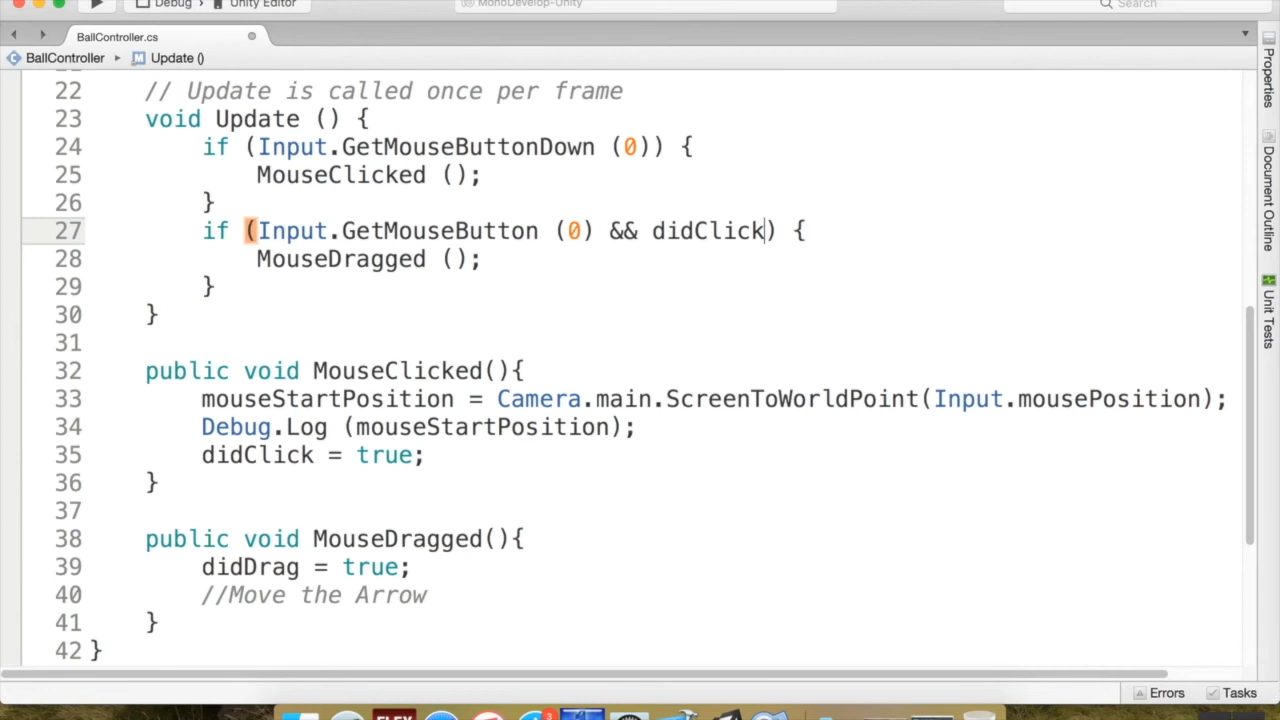 Debug
Unity Editor
MonoDevelop-Unity
Search
BallController.cs
BallController
M
Update ()
22 // Update is called once per frame
23 void Update () {
24 if (Input.GetMouseButtonDown (0)) {
25 MouseClicked ();
26 }
27 if (Input.GetMouseButton (0) && didClick) {
28 MouseDragged ();
29 }
30 }
31
32 public void MouseClicked(){
33 mouseStartPosition = Camera.main.ScreenToWorldPoint(Input.mousePosition);
34 Debug.Log (mouseStartPosition);
35 didClick = true;
36 }
37
38 public void MouseDragged(){
39 didDrag = true;
40 //Move the Arrow
41 }
42 }
Properties
Document Outline
Unit Tests
Errors
Tasks
FLEX
3